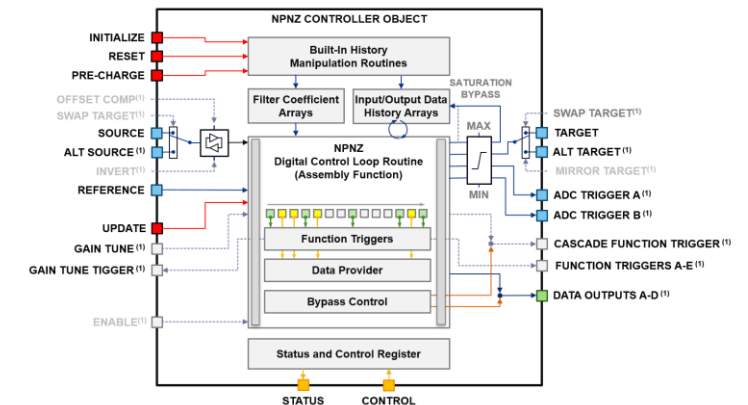 NPNZ CONTROLLER OBJECT
INITIALIZE
RESET
PRE-CHARGE
Built-In History
Manipulation Routines
OFFSET COMP(1)
SWAP TARGET(1)
SOURCE
ALT SOURCE (1)
INVERT(1)
REFERENCE
UPDATE
GAIN TUNE (1)
GAIN TUNE TIGGER (1)
ENABLE(1)
Filter Coefficient
Arrays
Input/Output Data
History Arrays
SATURATION
BYPASS
NPNZ
Digital Control Loop Routine
(Assembly Function)
Function Triggers
Data Provider
Bypass Control
MAX
MIN
SWAP TARGET(1)
TARGET
ALT TARGET(1)
MIRROR TARGET(1)
ADC TRIGGER A(1)
ADC TRIGGER B(1)
CASCADE FUNCTION TRIGGER(1)
FUNCTION TRIGGERS A-E(1)
DATA OUTPUTS A-D(1)
Status and Control Register
STATUS
CONTROL